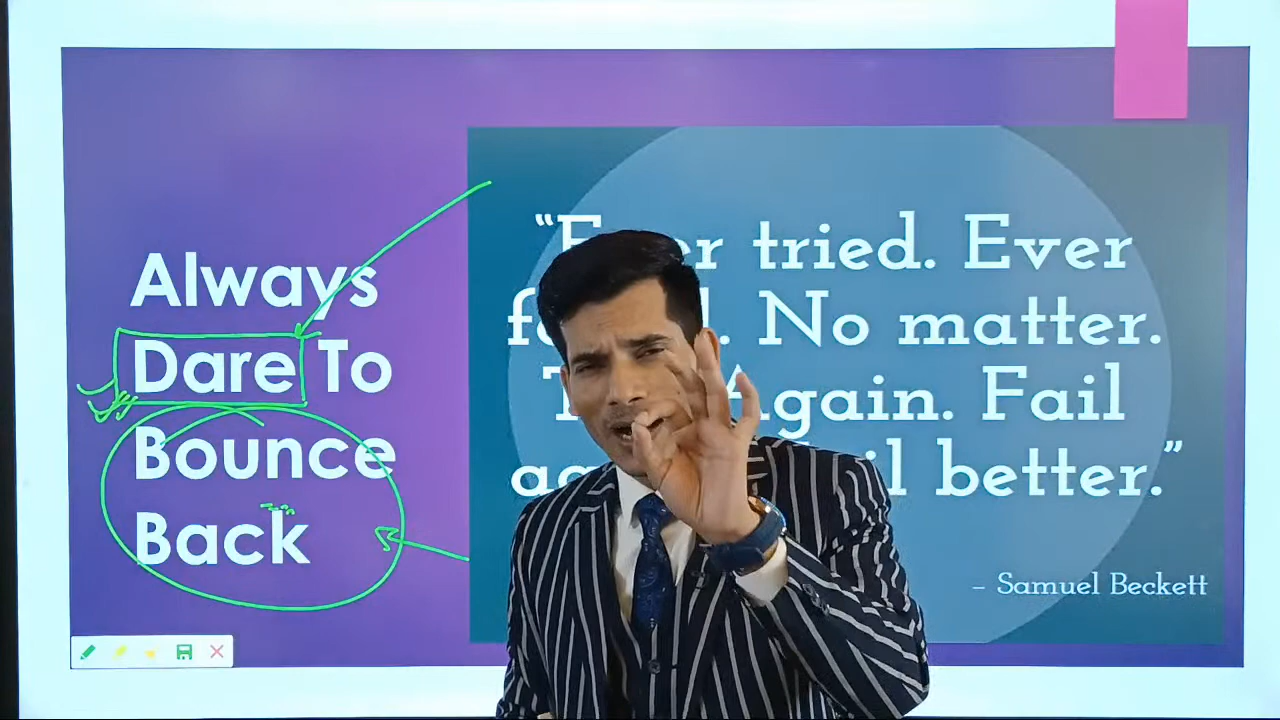 Always
Dare To
Bounce
Back
tried. Ever
No matter.
Again. Fail
better.”
– Samuel Beckett